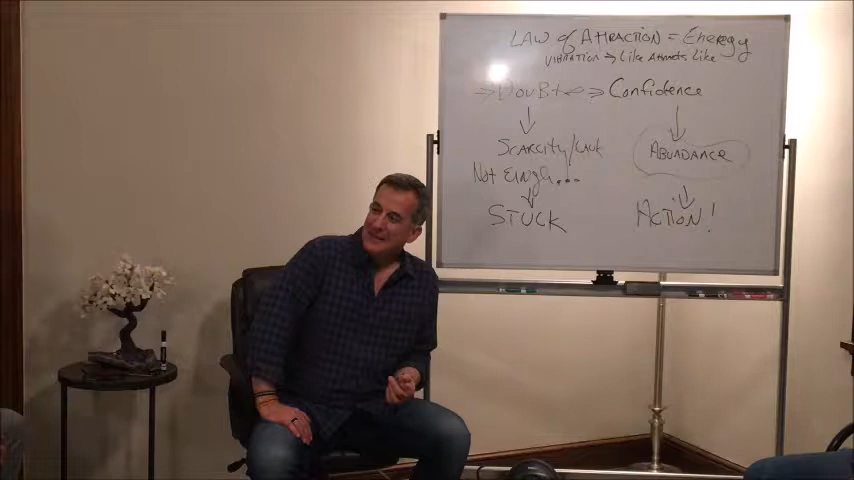 LAW of AttRACTION = Energy
VIBRATION → Like Attracts Like
⇒ DouBt ⇐ ⇒ Confidence
↓ ↓
SCARCITY/LACK ABUNDANCE
Not Enough... ↓
↓
STUCK ACTION!